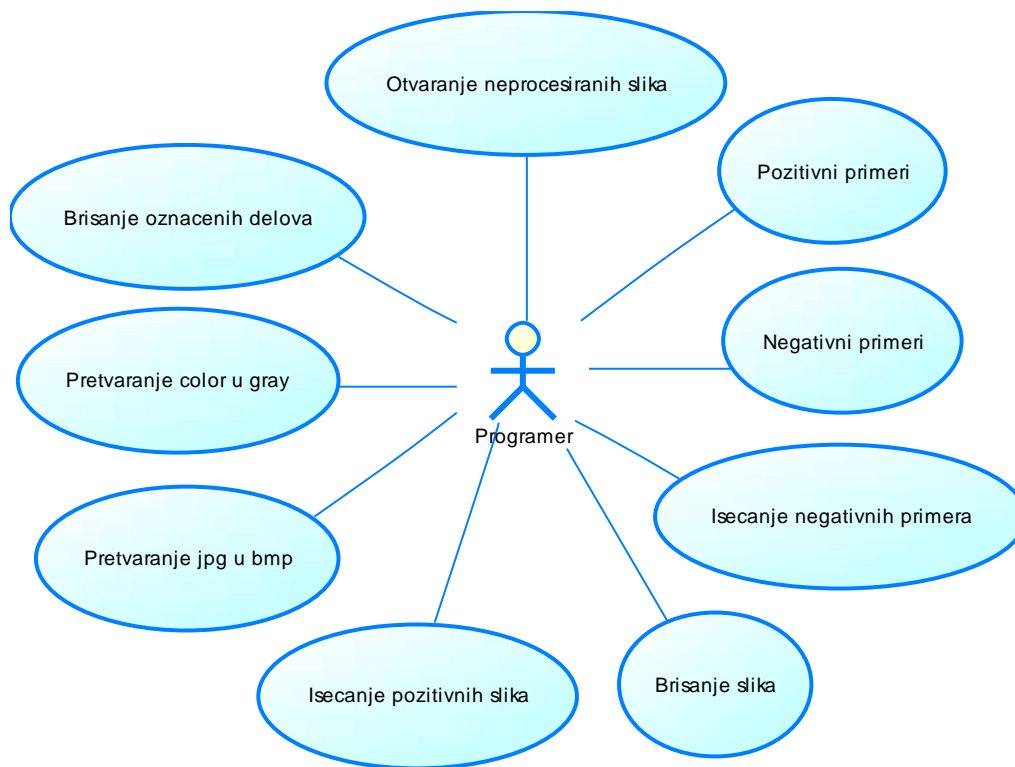 Otvaranje neprocesiranih slika
Pozitivni primeri
Brisanje oznacenih delova
Negativni primeri
Pretvaranje color u gray
Programer
Isecanje negativnih primera
Pretvaranje jpg u bmp
Brisanje slika
Isecanje pozitivnih slika